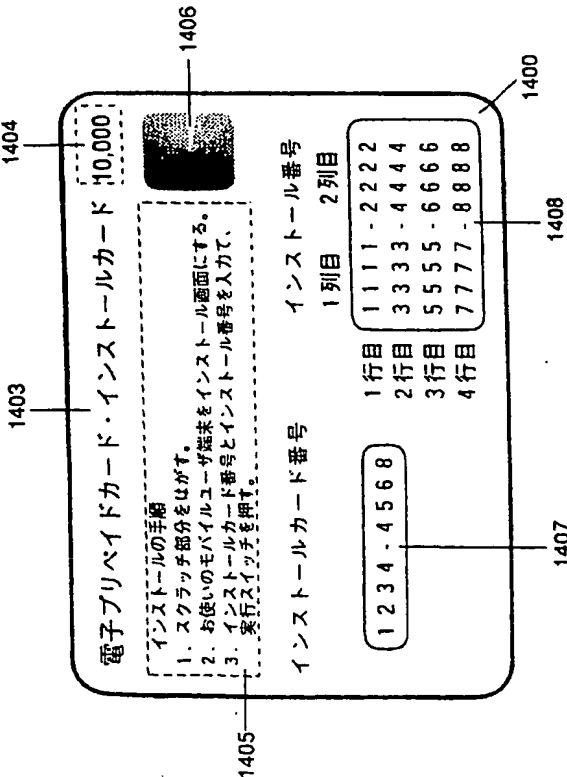 1404
1403
1406
電子プリペイドカード・インストールカード 10,000
インストールの手順
1. スクラッチ部分をはがす。
2. お使いのモバイルユーザ端末をインストール画面にする。
3. インストールカード番号とインストール番号を入力て、
実行スイッチを押す。
1405
インストールカード番号
インストール番号
1列目 2列目
1234-4568
1行目 1111-2222
2行目 3333-4444
3行目 5555-6666
4行目 7777-8888
1407
1408
1400